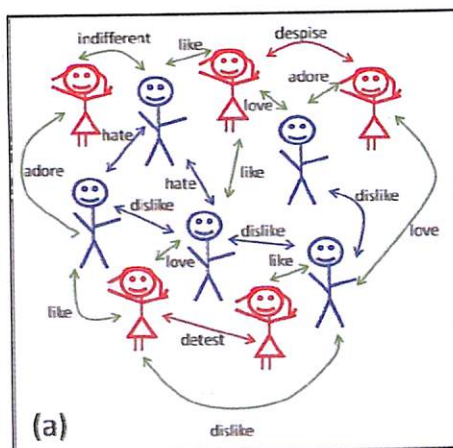 indifferent
like
despise
adore
love
hate
adore
hate
like
dislike
dislike
dislike
love
love
like
like
detest
(a)
dislike